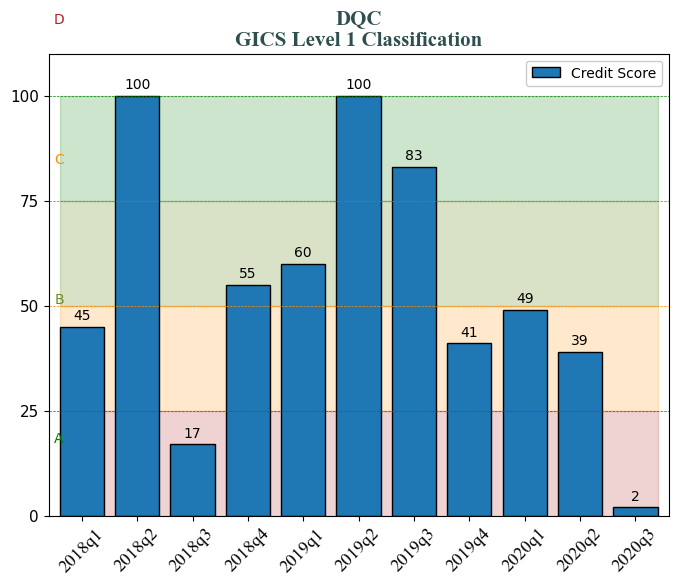 D
DQC
GICS Level 1 Classification
Credit Score
100
100
100
C
83
75
60
55
B
50
49
45
41
39
25
A
17
2
0
2018q1
2018q2
2018q3
2018q4
2019q1
2019q2
2019q3
2019q4
2020q1
2020q2
2020q3